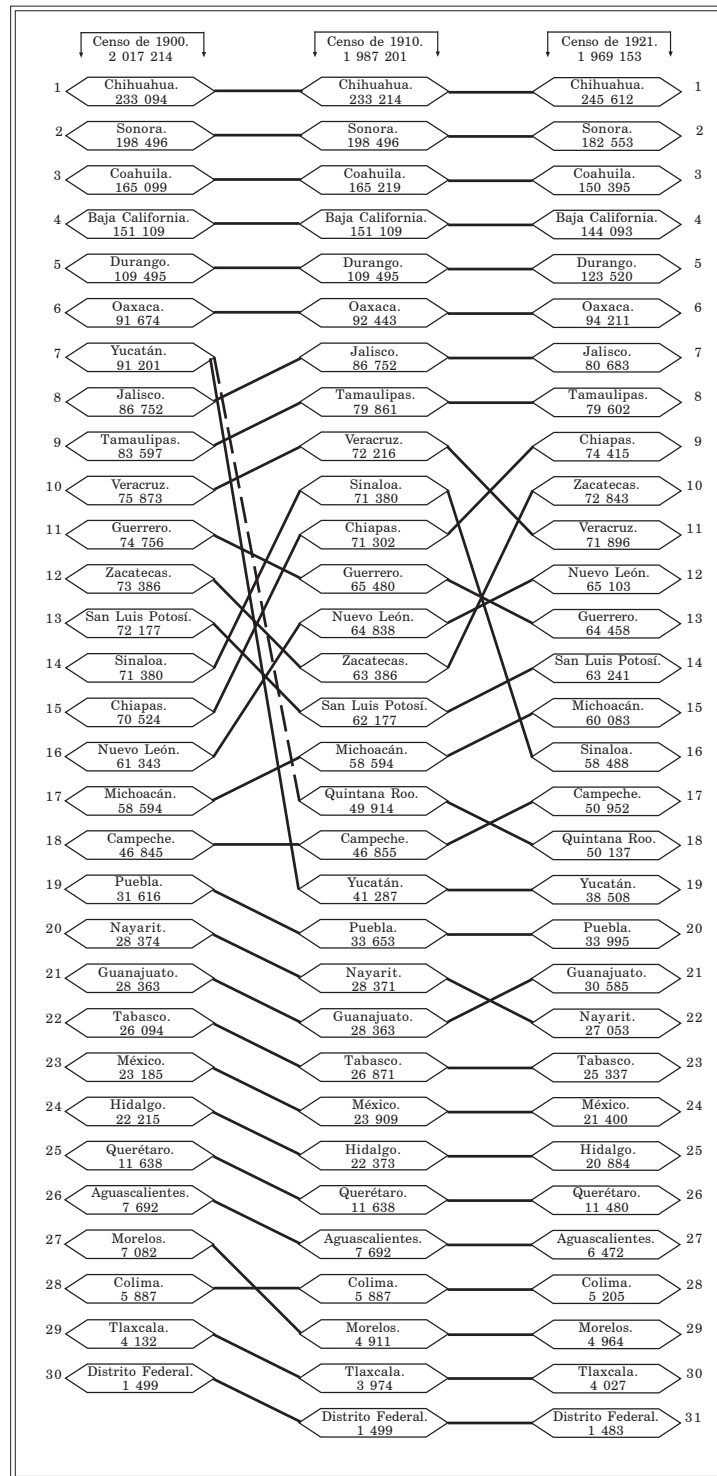 Censo de 1900.
2 017 214
Censo de 1910.
1 987 201
Censo de 1921.
1 969 153
1 Chihuahua. Chihuahua. Chihuahua. 1
233 094 233 214 245 612
2 Sonora. Sonora. Sonora. 2
198 496 198 496 182 553
3 Coahuila. Coahuila. Coahuila. 3
165 099 165 219 150 395
4 Baja California. Baja California. Baja California. 4
151 109 151 109 144 093
5 Durango. Durango. Durango. 5
109 495 109 495 123 520
6 Oaxaca. Oaxaca. Oaxaca. 6
91 674 92 443 94 211
7 Yucatán. Jalisco. Jalisco. 7
91 201 86 752 80 683
8 Jalisco. Tamaulipas. Tamaulipas. 8
86 752 79 861 79 602
9 Tamaulipas. Veracruz. Chiapas. 9
83 597 72 216 74 415
10 Veracruz. Sinaloa. Zacatecas. 10
75 873 71 380 72 843
11 Guerrero. Chiapas. Veracruz. 11
74 756 71 302 71 896
12 Zacatecas. Guerrero. Nuevo León. 12
73 386 65 480 65 103
13 San Luis Potosí. Nuevo León. Guerrero. 13
72 177 64 838 64 458
14 Sinaloa. Zacatecas. San Luis Potosí. 14
71 380 63 386 63 241
15 Chiapas. San Luis Potosí. Michoacán. 15
70 524 62 177 60 083
16 Nuevo León. Michoacán. Sinaloa. 16
61 343 58 594 58 488
17 Michoacán. Quintana Roo. Campeche. 17
58 594 49 914 50 952
18 Campeche. Campeche. Quintana Roo. 18
46 845 46 855 50 137
19 Puebla. Yucatán. Yucatán. 19
31 616 41 287 38 508
20 Nayarit. Puebla. Puebla. 20
28 374 33 653 33 995
21 Guanajuato. Nayarit. Guanajuato. 21
28 363 28 371 30 585
22 Tabasco. Guanajuato. Nayarit. 22
26 094 28 363 27 053
23 México. Tabasco. Tabasco. 23
23 185 26 871 25 337
24 Hidalgo. México. México. 24
22 215 23 909 21 400
25 Querétaro. Hidalgo. Hidalgo. 25
11 638 22 373 20 884
26 Aguascalientes. Querétaro. Querétaro. 26
7 692 11 638 11 480
27 Morelos. Aguascalientes. Aguascalientes. 27
7 082 7 692 6 472
28 Colima. Colima. Colima. 28
5 887 5 887 5 205
29 Tlaxcala. Morelos. Morelos. 29
4 132 4 911 4 964
30 Distrito Federal. Tlaxcala. Tlaxcala. 30
1 499 3 974 4 027
Distrito Federal. Distrito Federal. 31
1 499 1 483